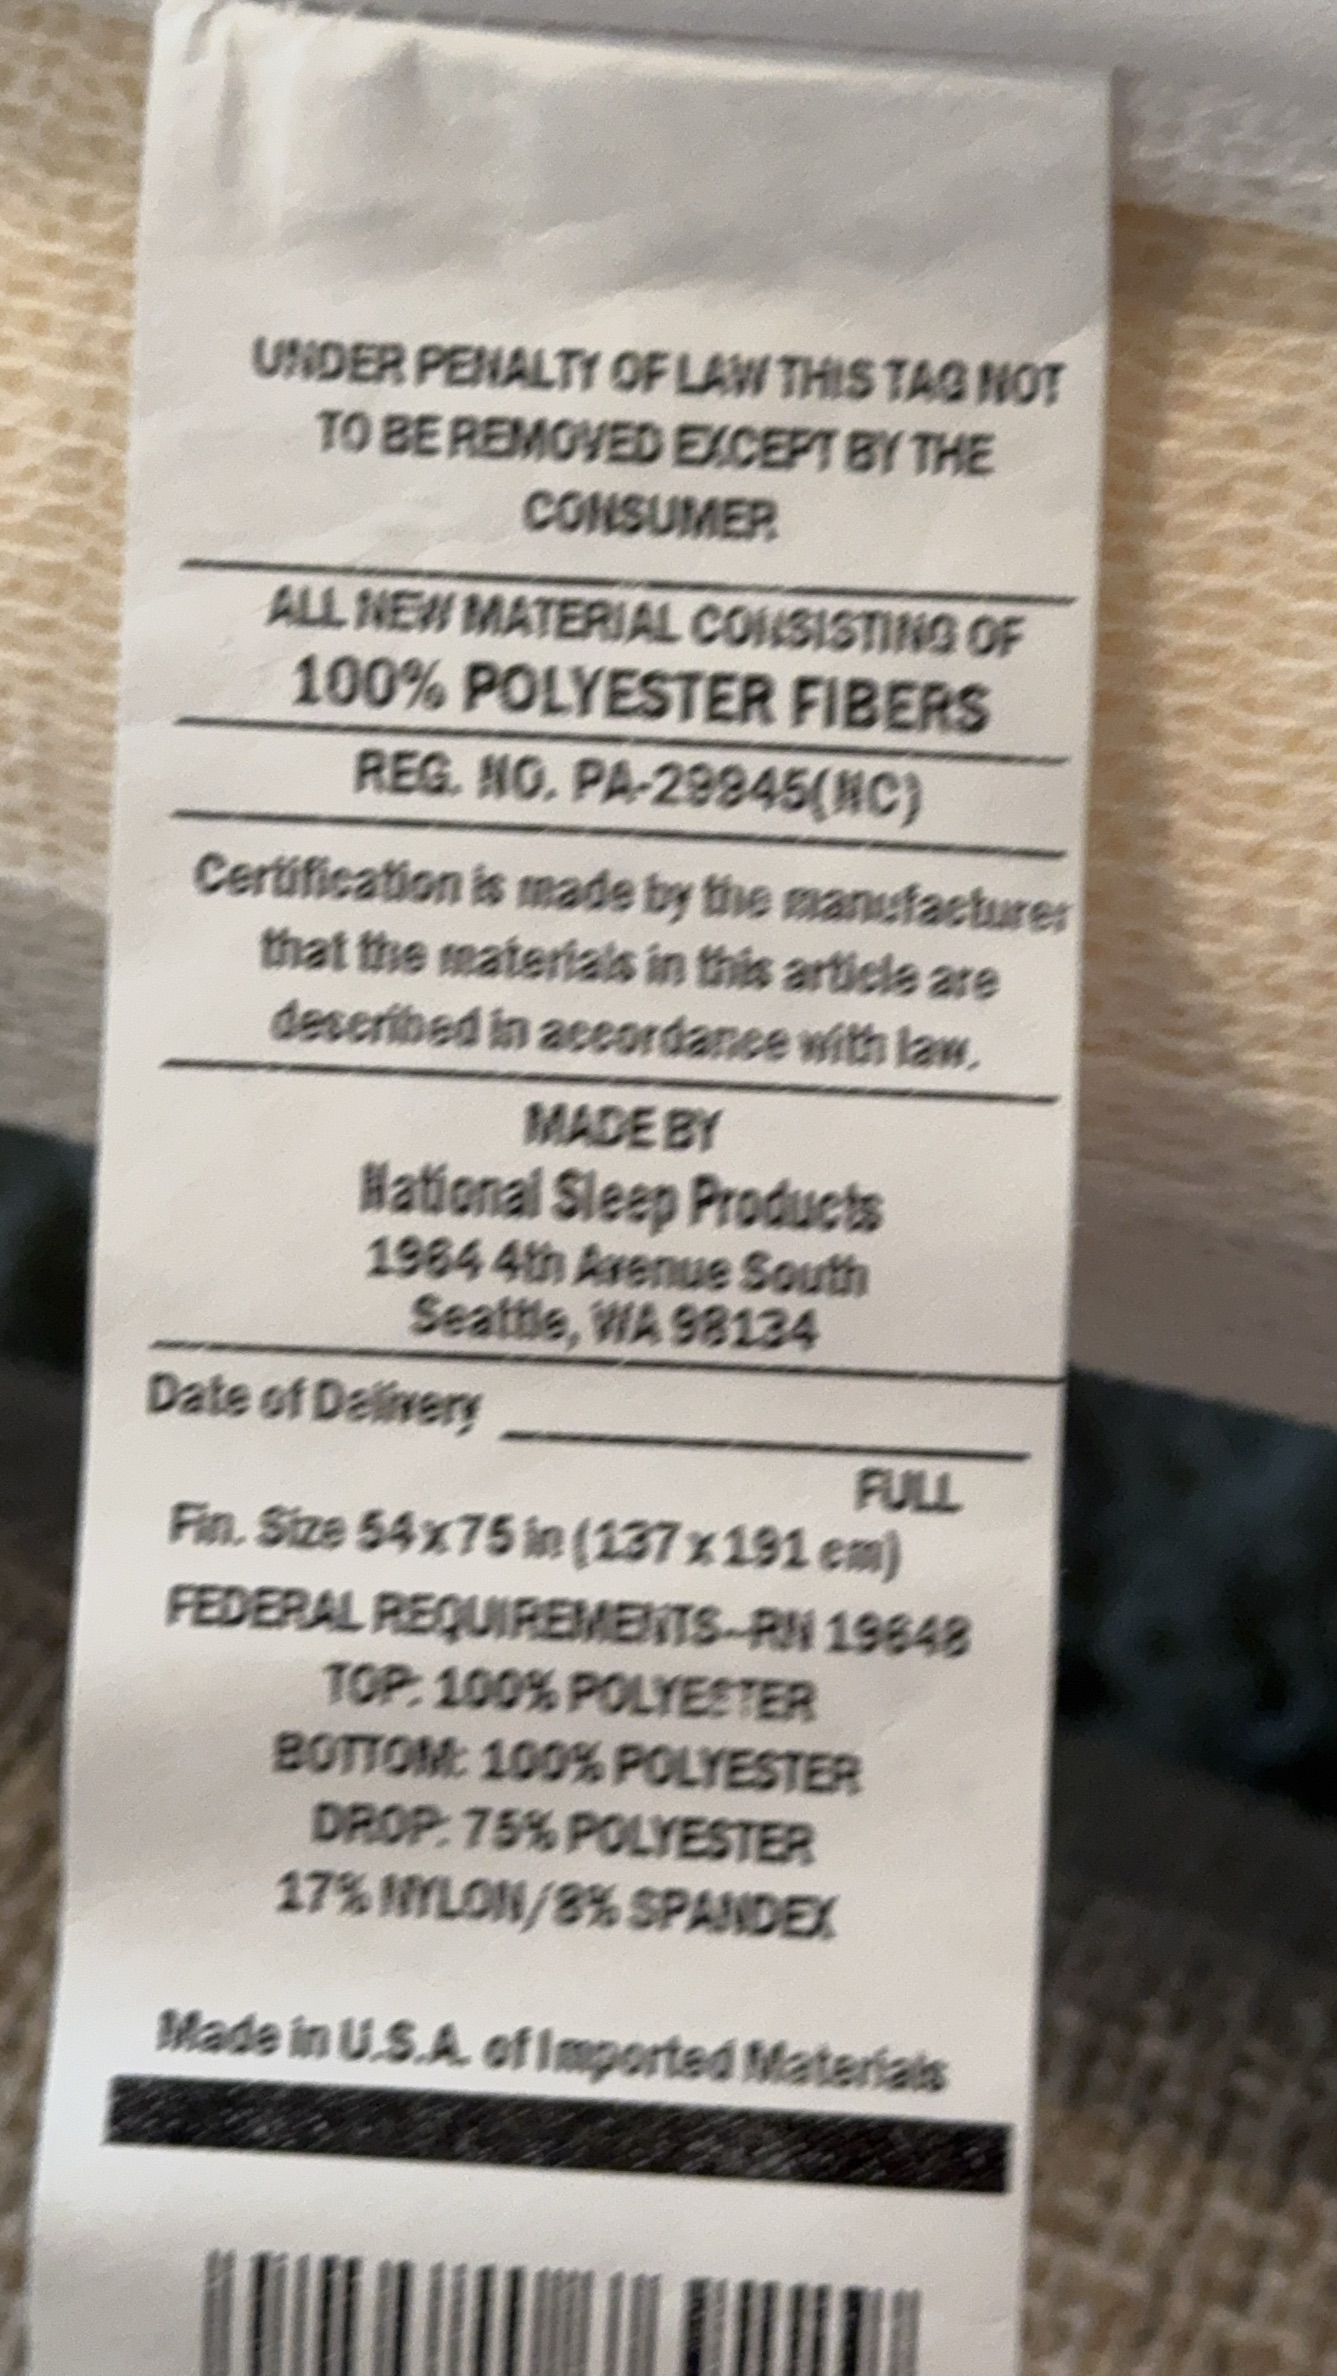 UNDER PENALTY OF LAW THIS TAG NOT
TO BE REMOVED EXCEPT BY THE
CONSUMER
ALL NEW MATERIAL CONSISTING OF
100% POLYESTER FIBERS
REG. NO. PA-29945(NC)
Certification is made by the manufacturer
that the materials in this article are
described in accordance with law.
MADE BY
National Sleep Products
1964 4th Avenue South
Seattle, WA 98134
Date of Delivery
FULL
Fin. Size 54 x 75 in (137 x 191 cm)
FEDERAL REQUIREMENTS--RN 19648
TOP: 100% POLYESTER
BOTTOM: 100% POLYESTER
DROP: 75% POLYESTER
17% NYLON/8% SPANDEX
Made in U.S.A. of Imported Materials